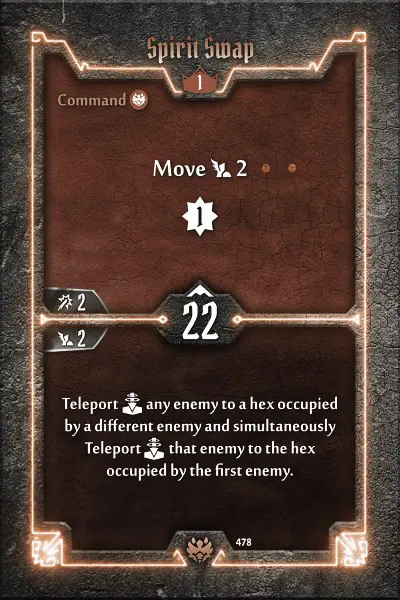 Spirit Swap
1
Command
Move 2
1
2
22
2
Teleport any enemy to a hex occupied
by a different enemy and simultaneously
Teleport that enemy to the hex
occupied by the first enemy.
478